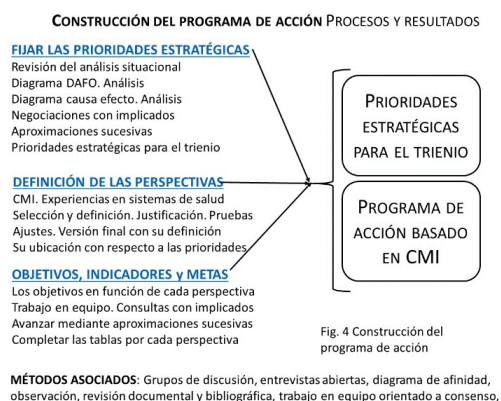 CONSTRUCCIÓN DEL PROGRAMA DE ACCIÓN PROCESOS Y RESULTADOS
FIJAR LAS PRIORIDADES ESTRATÉGICAS
Revisión del análisis situacional
Diagrama DAFO. Análisis
Diagrama causa efecto. Análisis
Negociaciones con implicados
Aproximaciones sucesivas
Prioridades estratégicas para el trienio
DEFINICIÓN DE LAS PERSPECTIVAS
CMI. Experiencias en sistemas de salud
Selección y definición. Justificación. Pruebas
Ajustes. Versión final con su definición
Su ubicación con respecto a las prioridades
OBJETIVOS, INDICADORES y METAS
Los objetivos en función de cada perspectiva
Trabajo en equipo. Consultas con implicados
Avanzar mediante aproximaciones sucesivas
Completar las tablas por cada perspectiva
PRIORIDADES
ESTRATÉGICAS
PARA EL TRIENIO
PROGRAMA DE
ACCIÓN BASADO
EN CMI
Fig. 4 Construcción del
programa de acción
MÉTODOS ASOCIADOS: Grupos de discusión, entrevistas abiertas, diagrama de afinidad,
observación, revisión documental y bibliográfica, trabajo en equipo orientado a consenso,